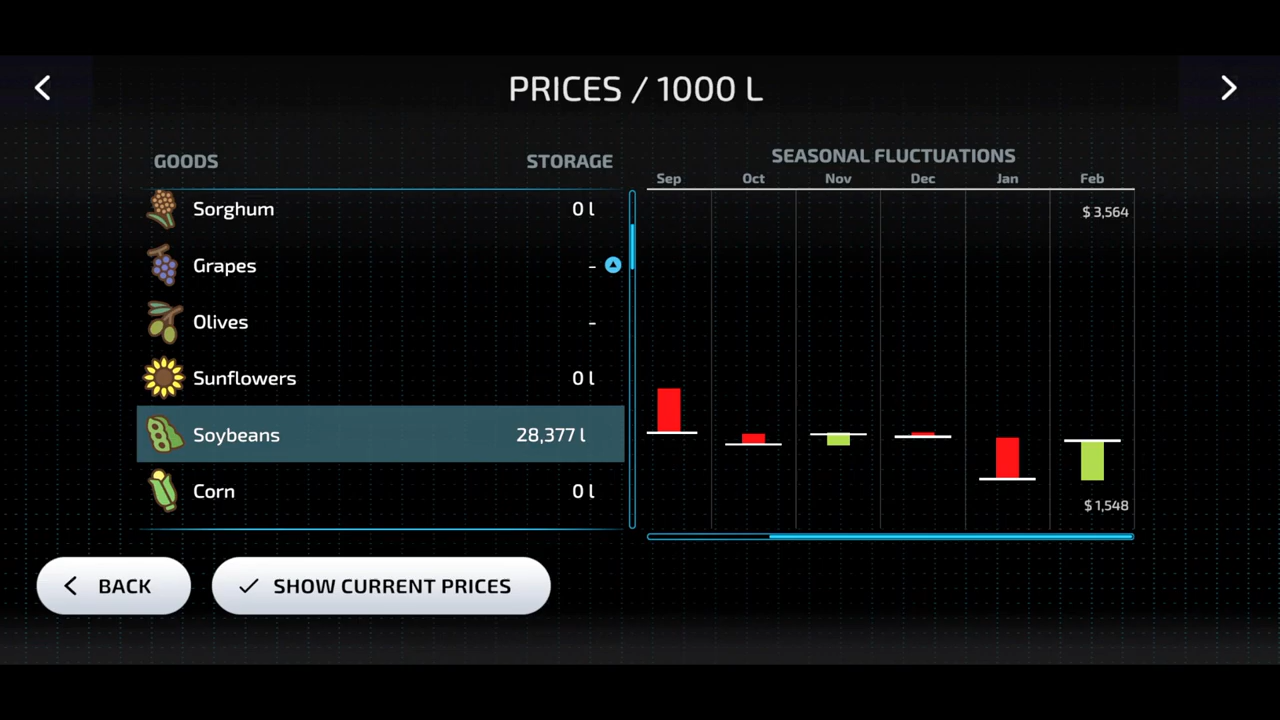 PRICES / 1000 L
GOODS STORAGE
SEASONAL FLUCTUATIONS
Sep Oct Nov Dec Jan Feb
Sorghum 0 l
Grapes -
Olives -
Sunflowers 0 l
Soybeans 28,377 l
Corn 0 l
$ 3,564
$ 1,548
BACK
SHOW CURRENT PRICES